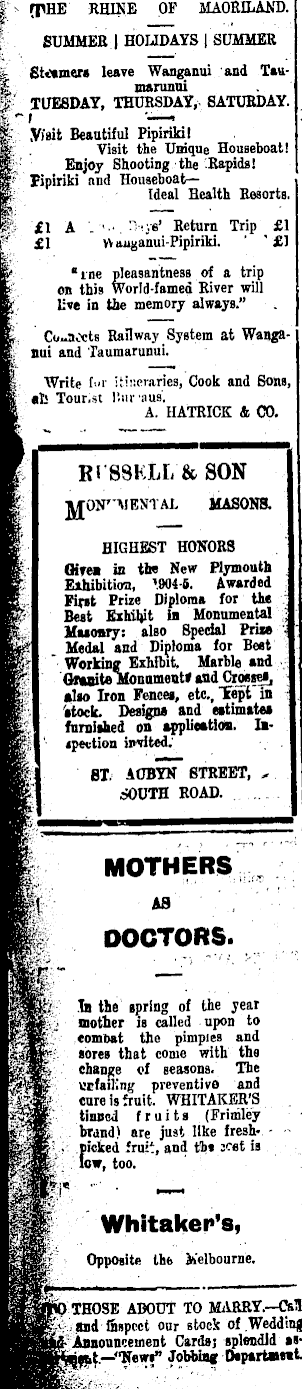 THE RHINE OF MAORILAND.
SUMMER | HOLIDAYS | SUMMER
Steamers leave Wanganui and Tau-
marunui
TUESDAY, THURSDAY, SATURDAY.
Visit Beautiful Pipiriki!
Visit the Unique Houseboat!
Enjoy Shooting the Rapids!
Pipiriki and Houseboat—
Ideal Health Resorts.
£1 A Days' Return Trip £1
£1 Wanganui-Pipiriki. £1
"The pleasantness of a trip
on this World-famed River will
live in the memory always."
Connects Railway System at Wanga-
nui and Taumarunui.
Write for itineraries, Cook and Sons,
all Tourist Bureaus.
A. HATRICK & CO.
RUSSELL & SON
MONUMENTAL MASONS.
HIGHEST HONORS
Given in the New Plymouth
Exhibition, 1904-5. Awarded
First Prize Diploma for the
Best Exhibit in Monumental
Masonry: also Special Prize
Medal and Diploma for Best
Working Exhibit. Marble and
Granite Monuments and Crosses,
also Iron Fences, etc., kept in
stock. Designs and estimates
furnished on application. In-
spection invited.
ST. AUBYN STREET,
SOUTH ROAD.
MOTHERS
AS
DOCTORS.
In the spring of the year
mother is called upon to
combat the pimples and
sores that come with the
change of seasons. The
unfailing preventive and
cure is fruit. WHITAKER'S
tinned fruits (Frimley
brand) are just like fresh-
picked fruit, and the cost is
low, too.
Whitaker's,
Opposite the Melbourne.
TO THOSE ABOUT TO MARRY.—Call
and inspect our stock of Wedding
Announcement Cards; splendid as-
sortment.—"News" Jobbing Department.